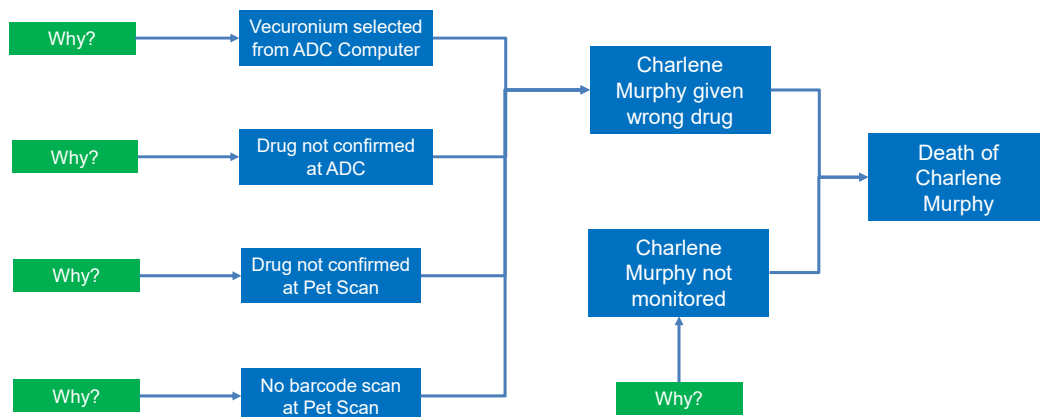 Why?
Vecuronium selected
from ADC Computer
Why?
Drug not confirmed
at ADC
Why?
Drug not confirmed
at Pet Scan
Why?
No barcode scan
at Pet Scan
Charlene
Murphy given
wrong drug
Charlene
Murphy not
monitored
Why?
Death of
Charlene
Murphy